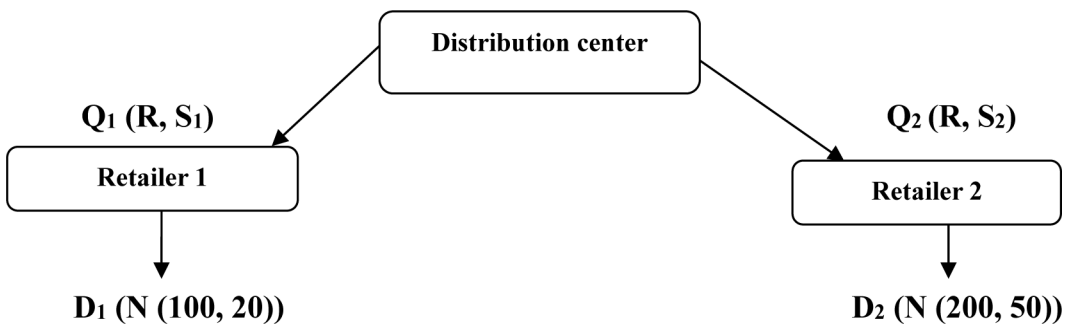 Distribution center
Q₁ (R, S₁)
Q₂ (R, S₂)
Retailer 1
Retailer 2
D₁ (N (100, 20))
D₂ (N (200, 50))